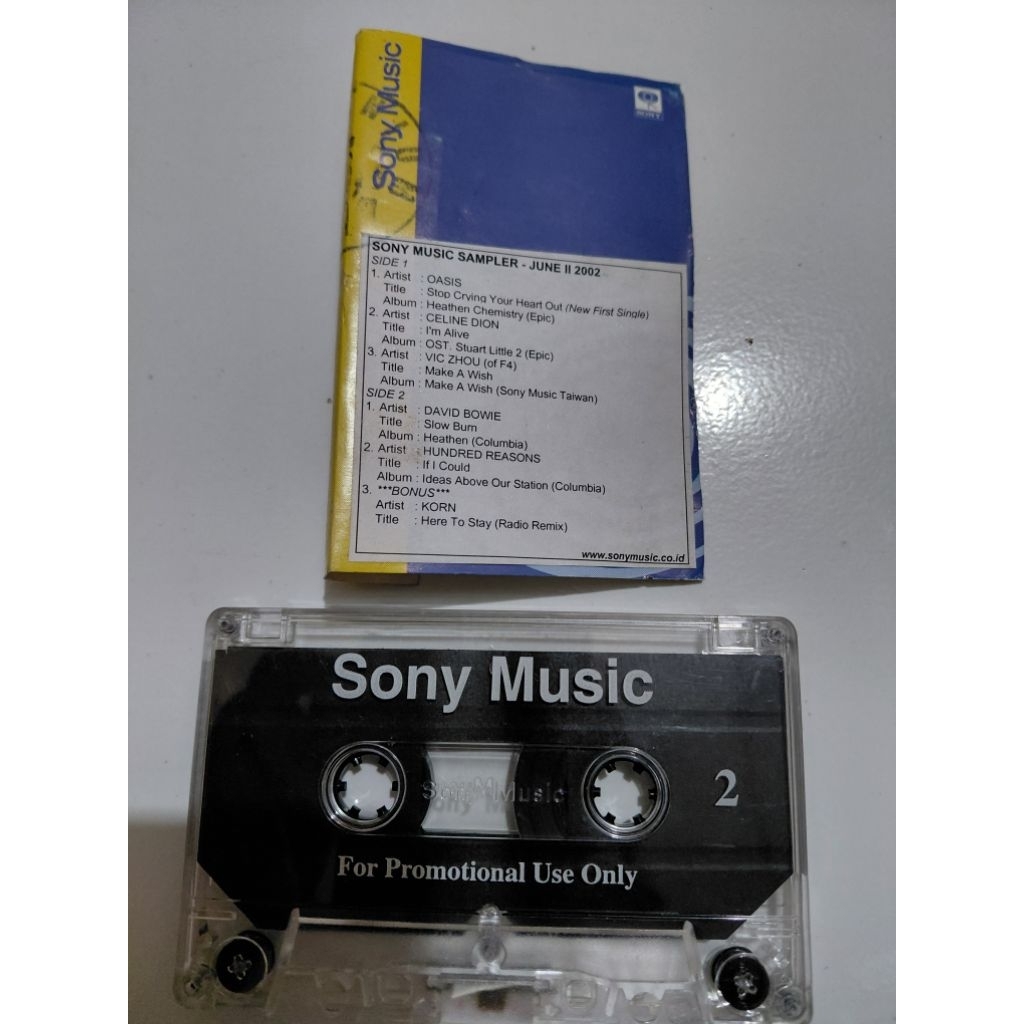 Sony Music
SONY
SONY MUSIC SAMPLER - JUNE II 2002
SIDE 1
1. Artist : OASIS
Title : Stop Crying Your Heart Out (New First Single)
Album : Heathen Chemistry (Epic)
2. Artist : CELINE DION
Title : I'm Alive
Album : OST. Stuart Little 2 (Epic)
3. Artist : VIC ZHOU (of F4)
Title : Make A Wish
Album : Make A Wish (Sony Music Taiwan)
SIDE 2
1. Artist : DAVID BOWIE
Title : Slow Burn
Album : Heathen (Columbia)
2. Artist : HUNDRED REASONS
Title : If I Could
Album : Ideas Above Our Station (Columbia)
3. ***BONUS***
Artist : KORN
Title : Here To Stay (Radio Remix)
www.sonymusic.co.id
Sony Music
Sony Music
2
For Promotional Use Only